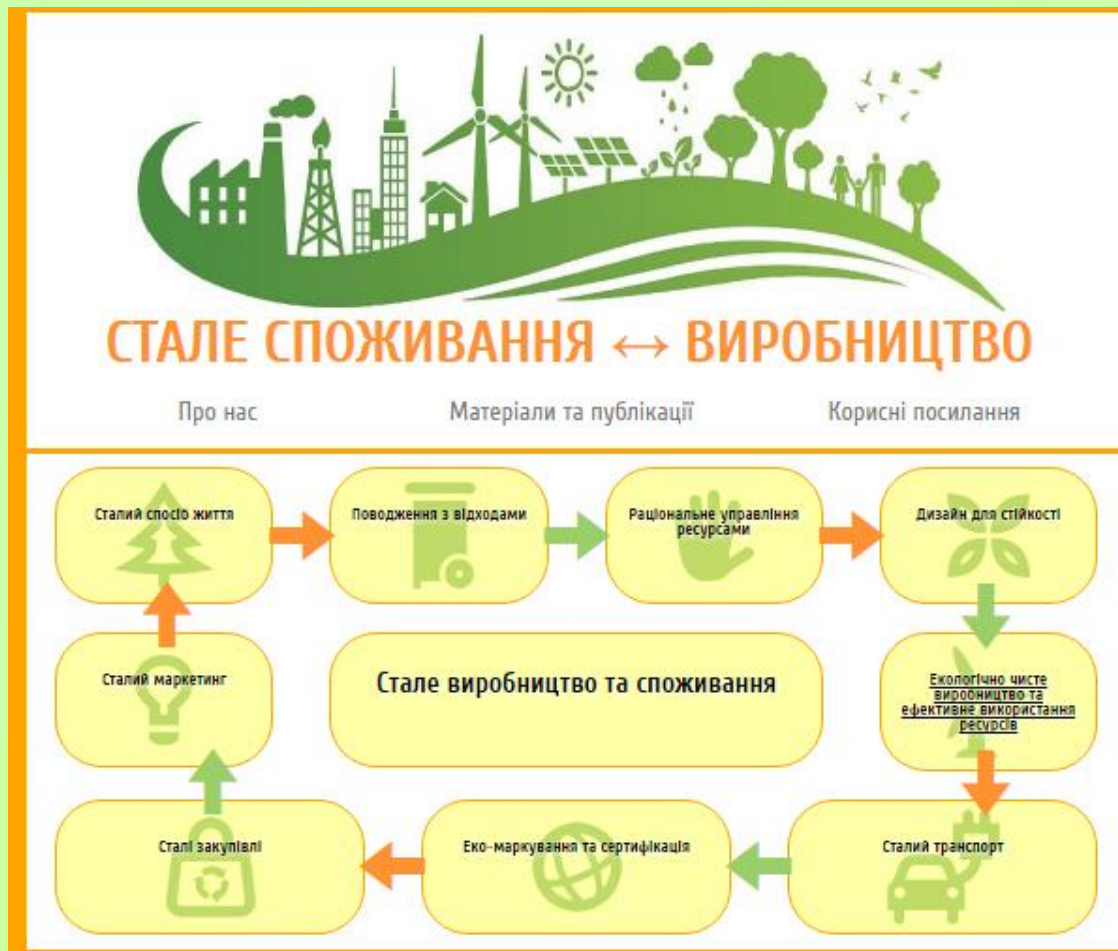 СТАЛЕ СПОЖИВАННЯ ↔ ВИРОБНИЦТВО
Про нас
Матеріали та публікації
Корисні посилання
Сталий спосіб життя
Поводження з відходами
Раціональне управління
ресурсами
Дизайн для стійкості
Сталий маркетинг
Стале виробництво та споживання
Екологічно чисте
виробництво та
ефективне використання
ресурсів
Сталі закупівлі
Еко-маркування та сертифікація
Сталий транспорт